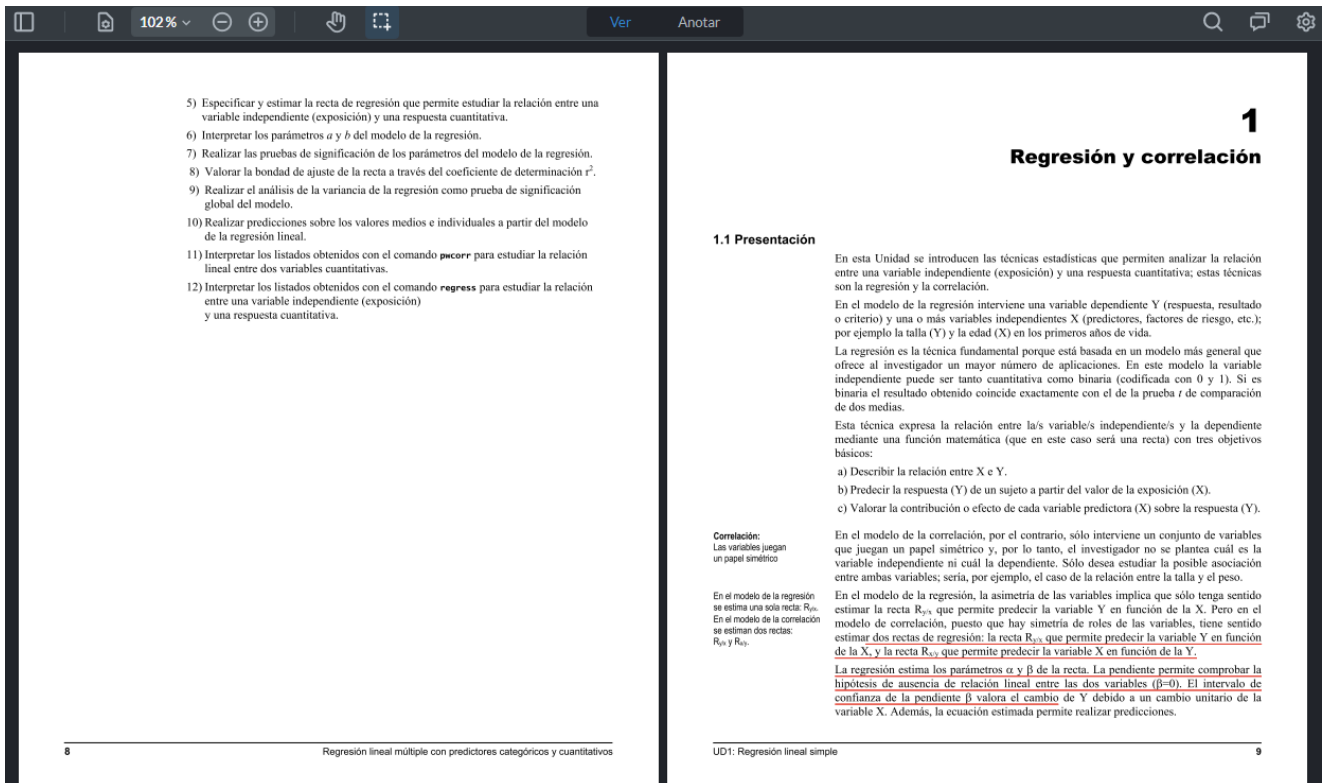 102%
Ver
Anotar
5) Especificar y estimar la recta de regresión que permite estudiar la relación entre una
variable independiente (exposición) y una respuesta cuantitativa.
6) Interpretar los parámetros a y b del modelo de la regresión.
7) Realizar las pruebas de significación de los parámetros del modelo de la regresión.
8) Valorar la bondad de ajuste de la recta a través del coeficiente de determinación r².
9) Realizar el análisis de la variancia de la regresión como prueba de significación
global del modelo.
10) Realizar predicciones sobre los valores medios e individuales a partir del modelo
de la regresión lineal.
11) Interpretar los listados obtenidos con el comando pwcorr para estudiar la relación
lineal entre dos variables cuantitativas.
12) Interpretar los listados obtenidos con el comando regress para estudiar la relación
entre una variable independiente (exposición)
y una respuesta cuantitativa.
8
Regresión lineal múltiple con predictores categóricos y cuantitativos
1
Regresión y correlación
1.1 Presentación
En esta Unidad se introducen las técnicas estadísticas que permiten analizar la relación
entre una variable independiente (exposición) y una respuesta cuantitativa; estas técnicas
son la regresión y la correlación.
En el modelo de la regresión interviene una variable dependiente Y (respuesta, resultado
o criterio) y una o más variables independientes X (predictores, factores de riesgo, etc.);
por ejemplo la talla (Y) y la edad (X) en los primeros años de vida.
La regresión es la técnica fundamental porque está basada en un modelo más general que
ofrece al investigador un mayor número de aplicaciones. En este modelo la variable
independiente puede ser tanto cuantitativa como binaria (codificada con 0 y 1). Si es
binaria el resultado obtenido coincide exactamente con el de la prueba t de comparación
de dos medias.
Esta técnica expresa la relación entre la/s variable/s independiente/s y la dependiente
mediante una función matemática (que en este caso será una recta) con tres objetivos
básicos:
a) Describir la relación entre X e Y.
b) Predecir la respuesta (Y) de un sujeto a partir del valor de la exposición (X).
c) Valorar la contribución o efecto de cada variable predictora (X) sobre la respuesta (Y).
Correlación:
Las variables juegan
un papel simétrico
En el modelo de la correlación, por el contrario, sólo interviene un conjunto de variables
que juegan un papel simétrico y, por lo tanto, el investigador no se plantea cuál es la
variable independiente ni cuál la dependiente. Sólo desea estudiar la posible asociación
entre ambas variables; sería, por ejemplo, el caso de la relación entre la talla y el peso.
En el modelo de la regresión
se estima una sola recta: Ry/x.
En el modelo de la correlación
se estiman dos rectas:
Ry/x y Rx/y.
En el modelo de la regresión, la asimetría de las variables implica que sólo tenga sentido
estimar la recta Ry/x que permite predecir la variable Y en función de la X. Pero en el
modelo de correlación, puesto que hay simetría de roles de las variables, tiene sentido
estimar dos rectas de regresión: la recta Ry/x que permite predecir la variable Y en función
de la X, y la recta Rx/y que permite predecir la variable X en función de la Y.
La regresión estima los parámetros α y β de la recta. La pendiente permite comprobar la
hipótesis de ausencia de relación lineal entre las dos variables (β=0). El intervalo de
confianza de la pendiente β valora el cambio de Y debido a un cambio unitario de la
variable X. Además, la ecuación estimada permite realizar predicciones.
UD1: Regresión lineal simple
9